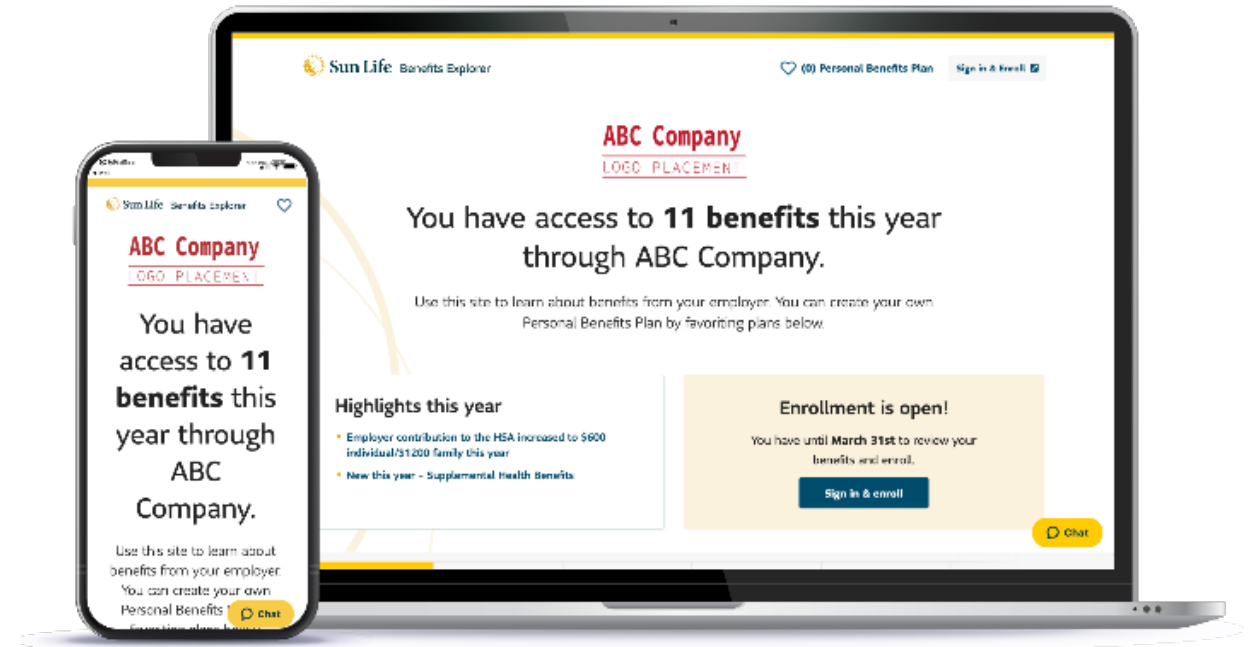 Sun Life Benefits Explorer
(0) Personal Benefits Plan
Sign in & Enroll
ABC Company
LOGO PLACEMENT
You have access to 11 benefits this year
through ABC Company.
Use this site to learn about benefits from your employer. You can create your own
Personal Benefits Plan by favoriting plans below.
Highlights this year
Employer contribution to the HSA increased to $600
individual/$1200 family this year
New this year - Supplemental Health Benefits
Enrollment is open!
You have until March 31st to review your
benefits and enroll.
Sign in & enroll
Chat
Sun Life Benefits Explorer
ABC Company
LOGO PLACEMENT
You have
access to 11
benefits this
year through
ABC
Company.
Use this site to learn about
benefits from your employer.
You can create your own
Personal Benefits
Chat